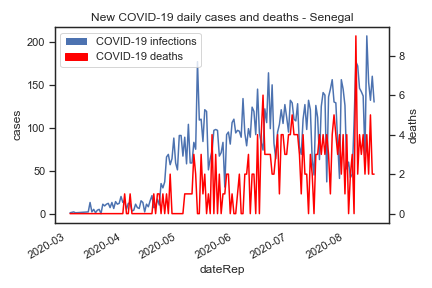 New COVID-19 daily cases and deaths - Senegal
COVID-19 infections
COVID-19 deaths
200
150
100
50
0
cases
8
6
4
2
0
deaths
2020-03
2020-04
2020-05
2020-06
2020-07
2020-08
dateRep